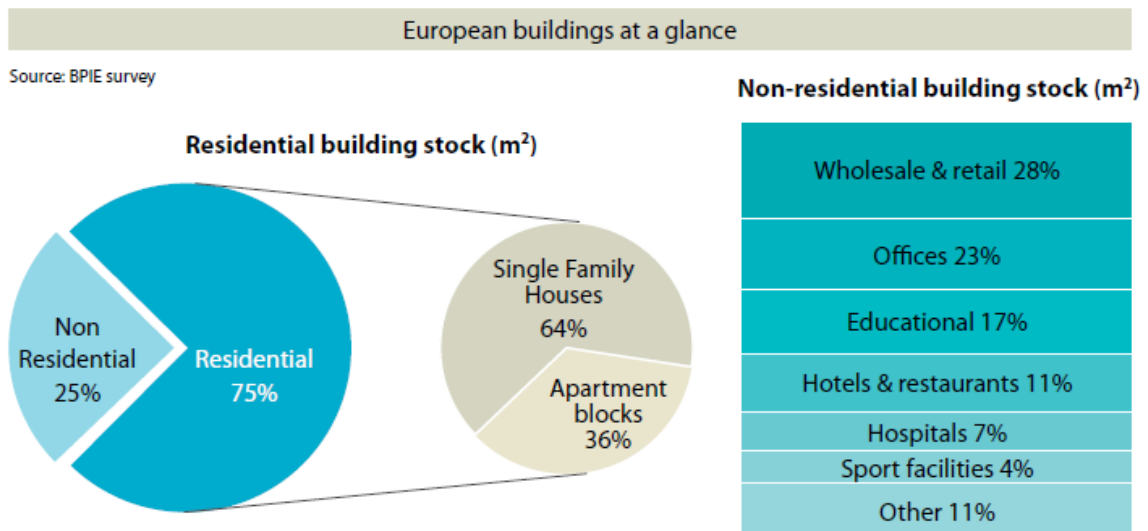 European buildings at a glance
Source: BPIE survey
Non-residential building stock (m²)
Residential building stock (m²)
Non
Residential
25%
Residential
75%
Single Family
Houses
64%
Apartment
blocks
36%
Wholesale & retail 28%
Offices 23%
Educational 17%
Hotels & restaurants 11%
Hospitals 7%
Sport facilities 4%
Other 11%